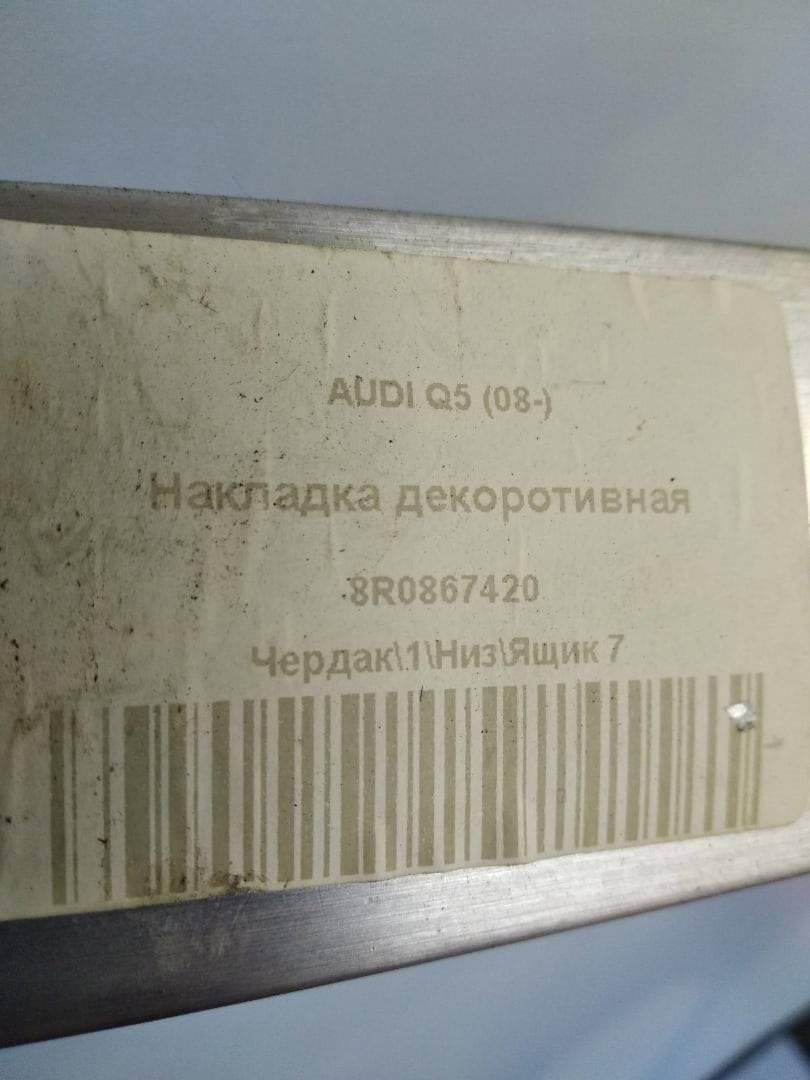 AUDI Q5 (08-)
Накладка декоротивная
8R0867420
Чердак\1\Низ\Ящик 7